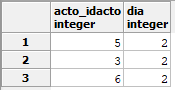 acto_idacto dia
integer integer
1 5 2
2 3 2
3 6 2